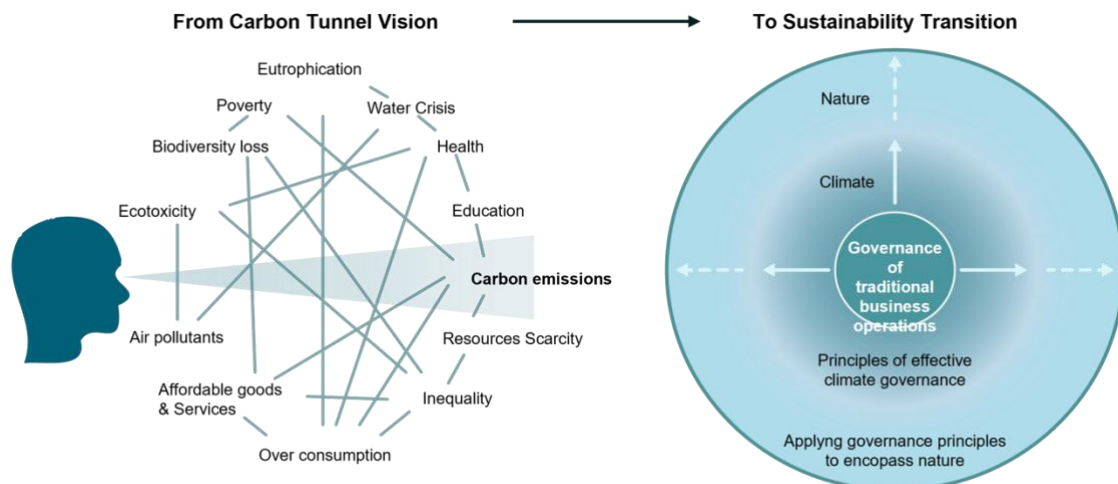 From Carbon Tunnel Vision
To Sustainability Transition
Eutrophication
Poverty
Water Crisis
Biodiversity loss
Health
Ecotoxicity
Education
Carbon emissions
Air pollutants
Resources Scarcity
Affordable goods
& Services
Inequality
Over consumption
Nature
Climate
Governance
of
traditional
business
operations
Principles of effective
climate governance
Applyng governance principles
to encopass nature